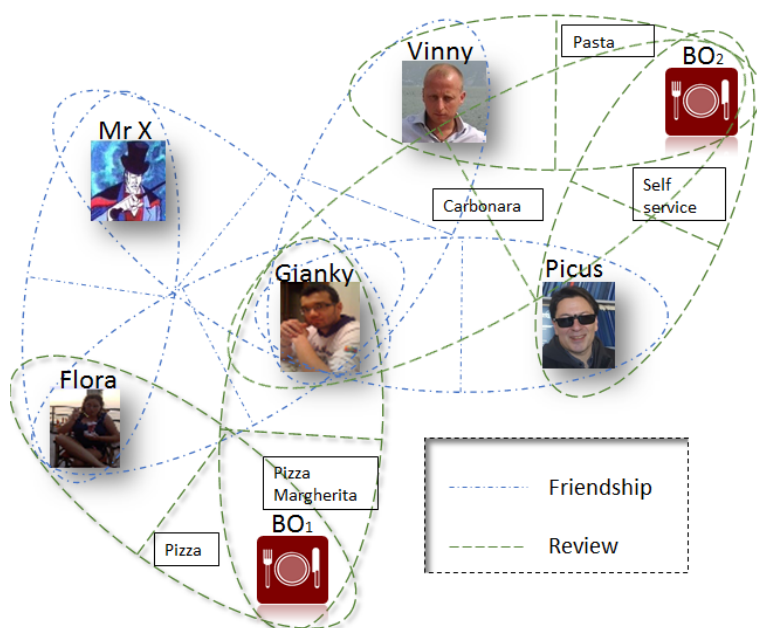 Vinny
Pasta
BO2
Mr X
Self
service
Carbonara
Gianky
Picus
Flora
Pizza
Margherita
BO1
Pizza
Friendship
Review